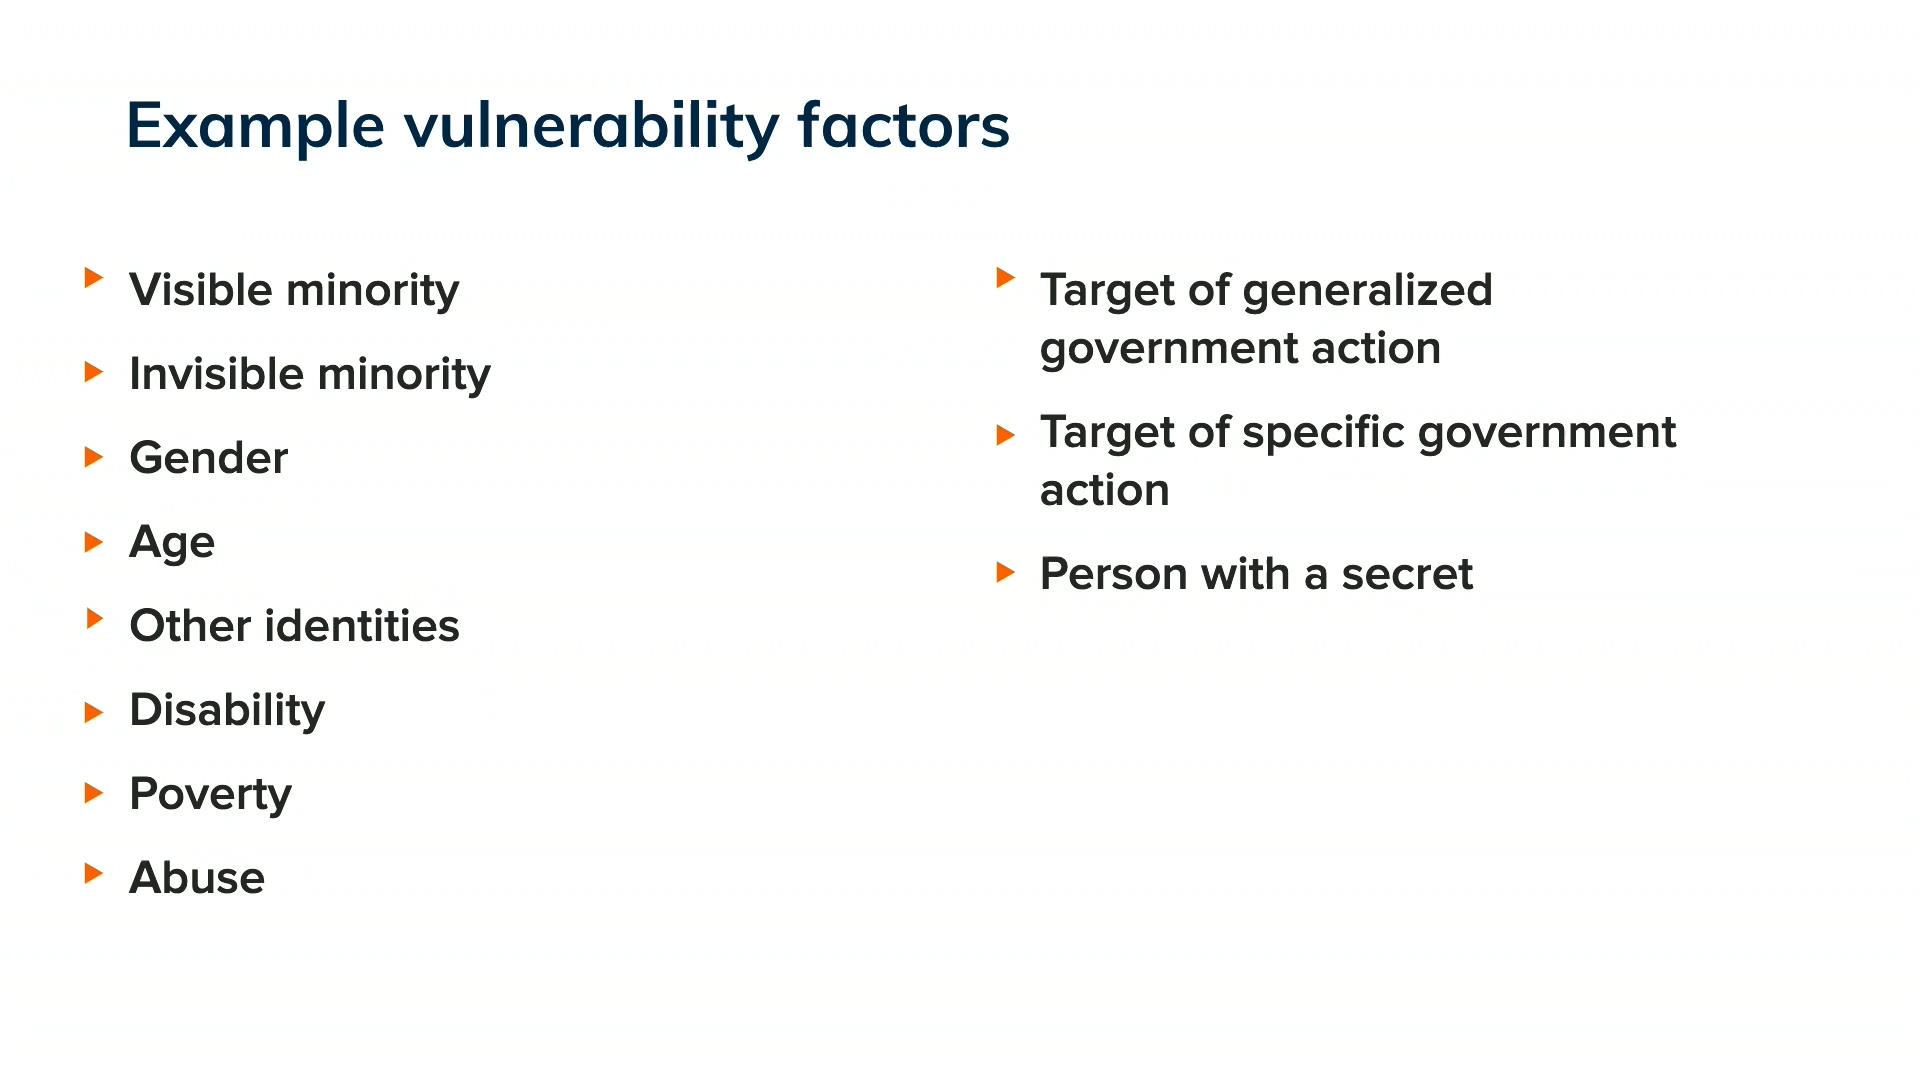 Example vulnerability factors
Visible minority
Invisible minority
Gender
Age
Other identities
Disability
Poverty
Abuse
Target of generalized
government action
Target of specific government
action
Person with a secret